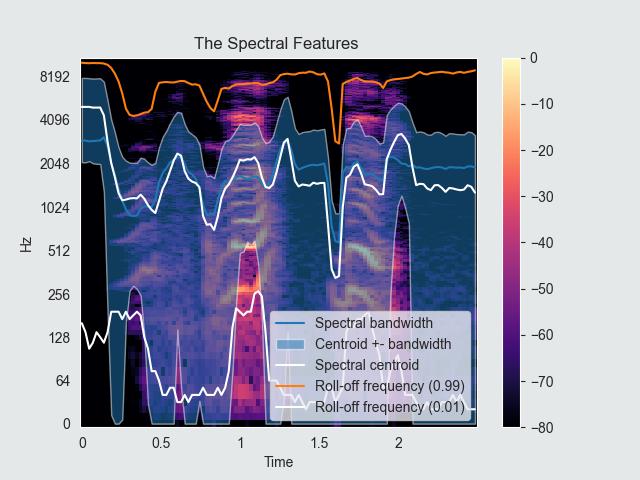 The Spectral Features
8192
4096
2048
1024
512
256
128
64
0
Hz
0
0.5
1
1.5
2
Time
Spectral bandwidth
Centroid +- bandwidth
Spectral centroid
Roll-off frequency (0.99)
Roll-off frequency (0.01)
0
−10
−20
−30
−40
−50
−60
−70
−80